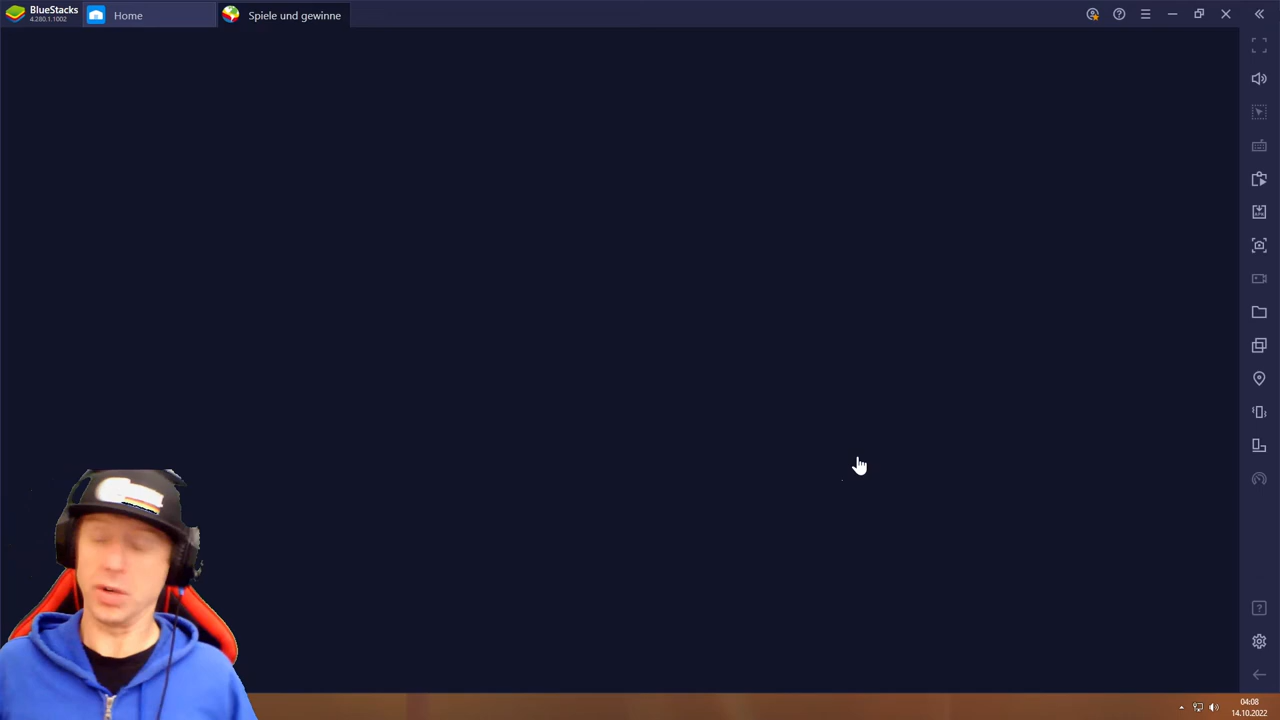 BlueStacks
4.280.1.1002
Home
Spiele und gewinne
04:08
14.10.2022